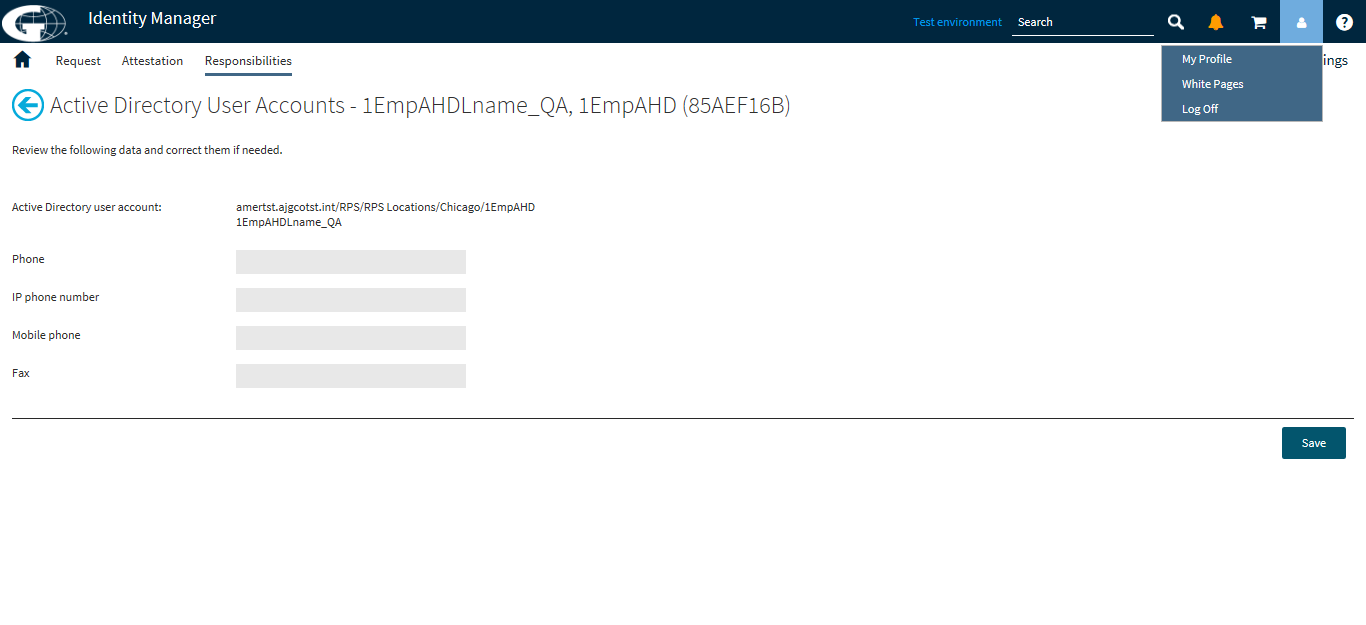 Identity Manager
Test environment
Search
?
Request
Attestation
Responsibilities
ings
My Profile
White Pages
Log Off
Active Directory User Accounts - 1EmpAHDLname_QA, 1EmpAHD (85AEF16B)
Review the following data and correct them if needed.
Active Directory user account:
amertst.ajgcotst.int/RPS/RPS Locations/Chicago/1EmpAHD
1EmpAHDLname_QA
Phone
IP phone number
Mobile phone
Fax
Save